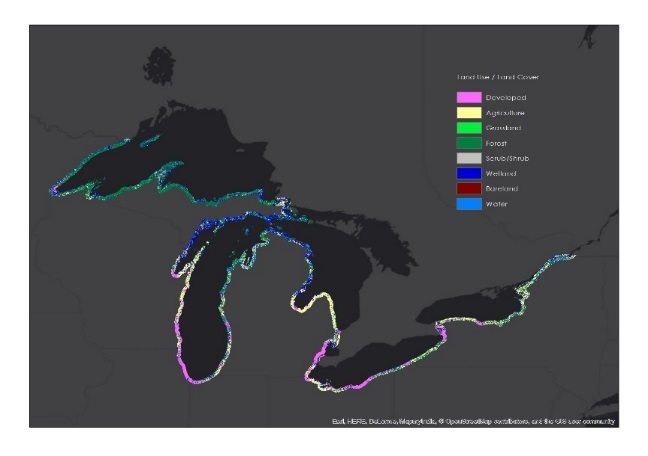 Land Use / Land Cover
Developed
Agriculture
Grassland
Forest
Scrub/Shrub
Wetland
Bareland
Water
Esri, HERE, DeLorme, MapmyIndia, © OpenStreetMap contributors, and the GIS user community